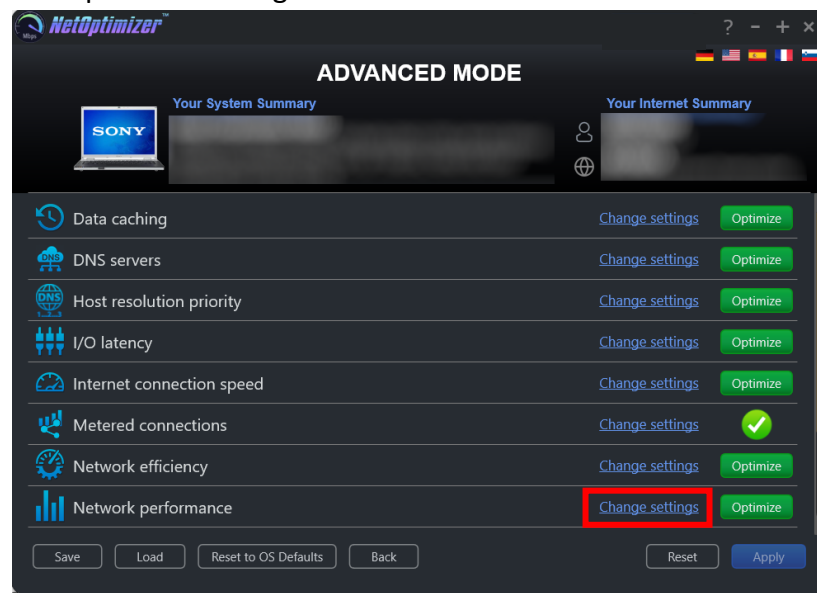 NetOptimizer™
Mbps
? - + ×
ADVANCED MODE
Your System Summary
Your Internet Summary
SONY
Data caching Change settings Optimize
DNS servers Change settings Optimize
DNS
Host resolution priority Change settings Optimize
DNS
I/O latency Change settings Optimize
Internet connection speed Change settings Optimize
Metered connections Change settings
Network efficiency Change settings Optimize
Network performance Change settings Optimize
Save Load Reset to OS Defaults Back Reset Apply